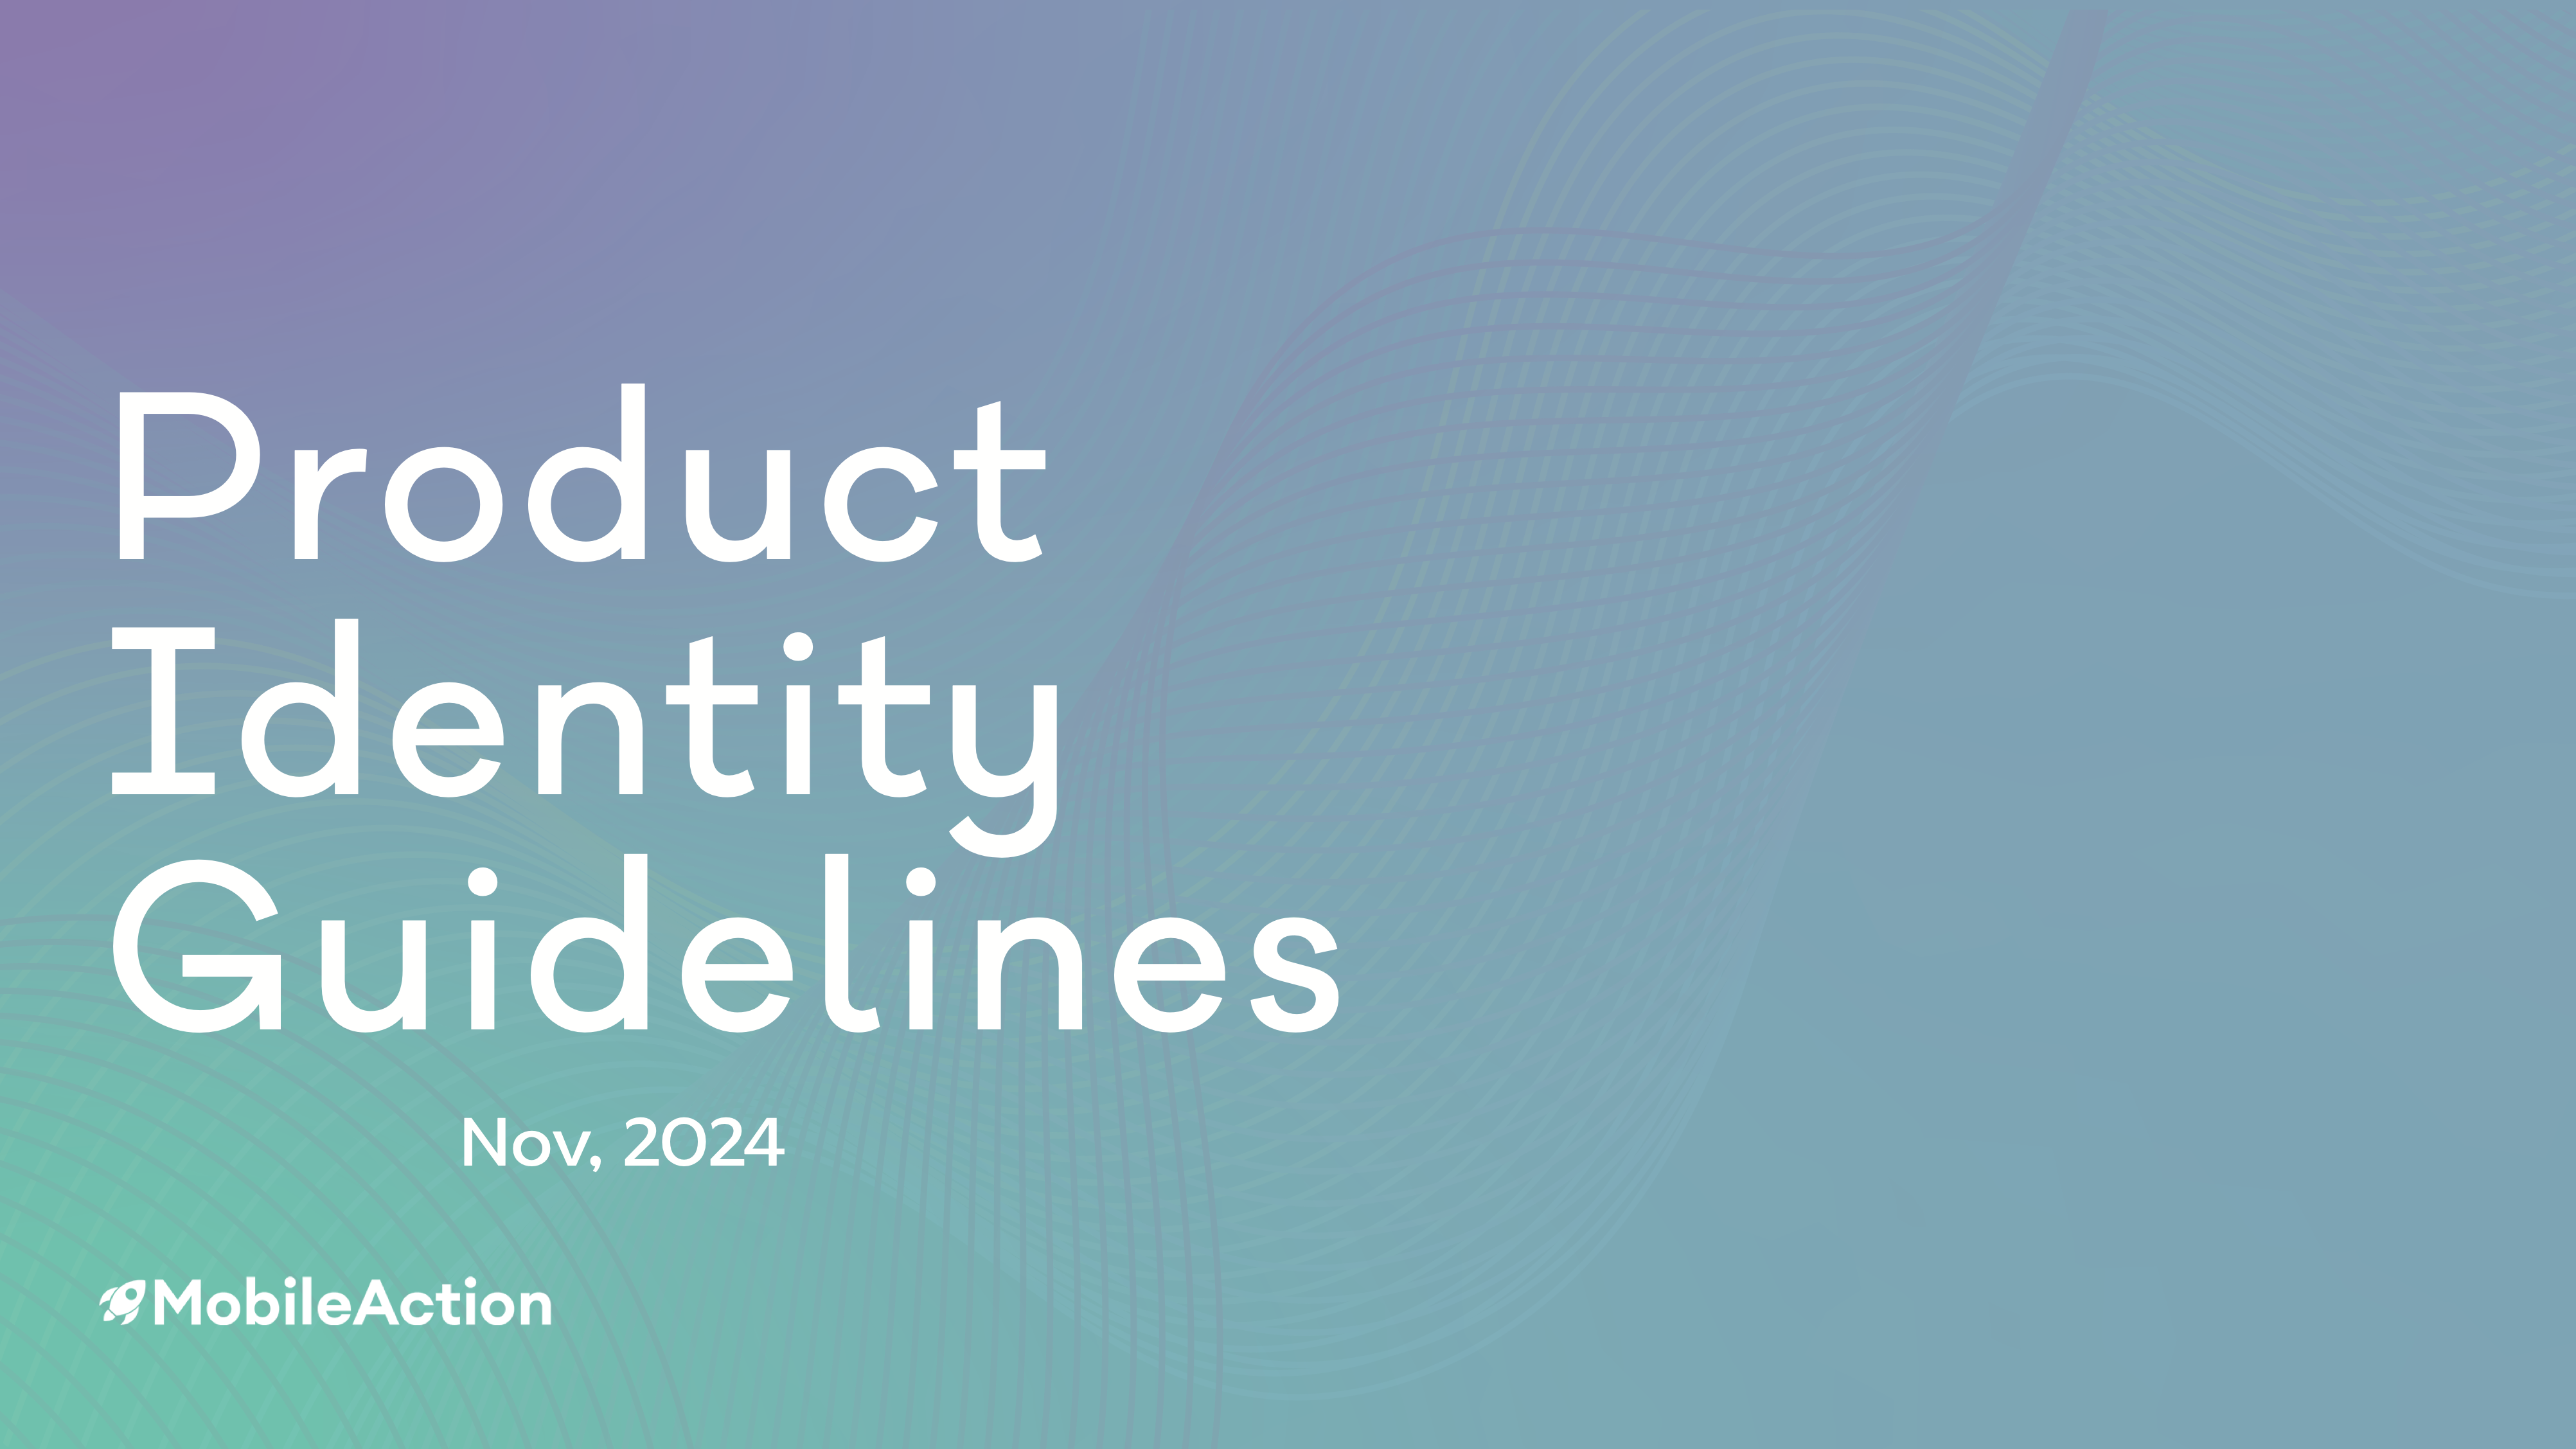 Product
Identity
Guidelines
Nov, 2024
MobileAction